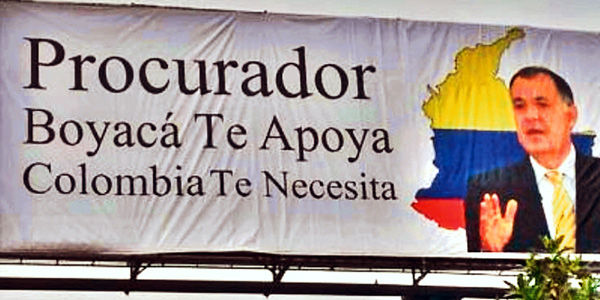 Procurador
Boyacá Te Apoya
Colombia Te Necesita